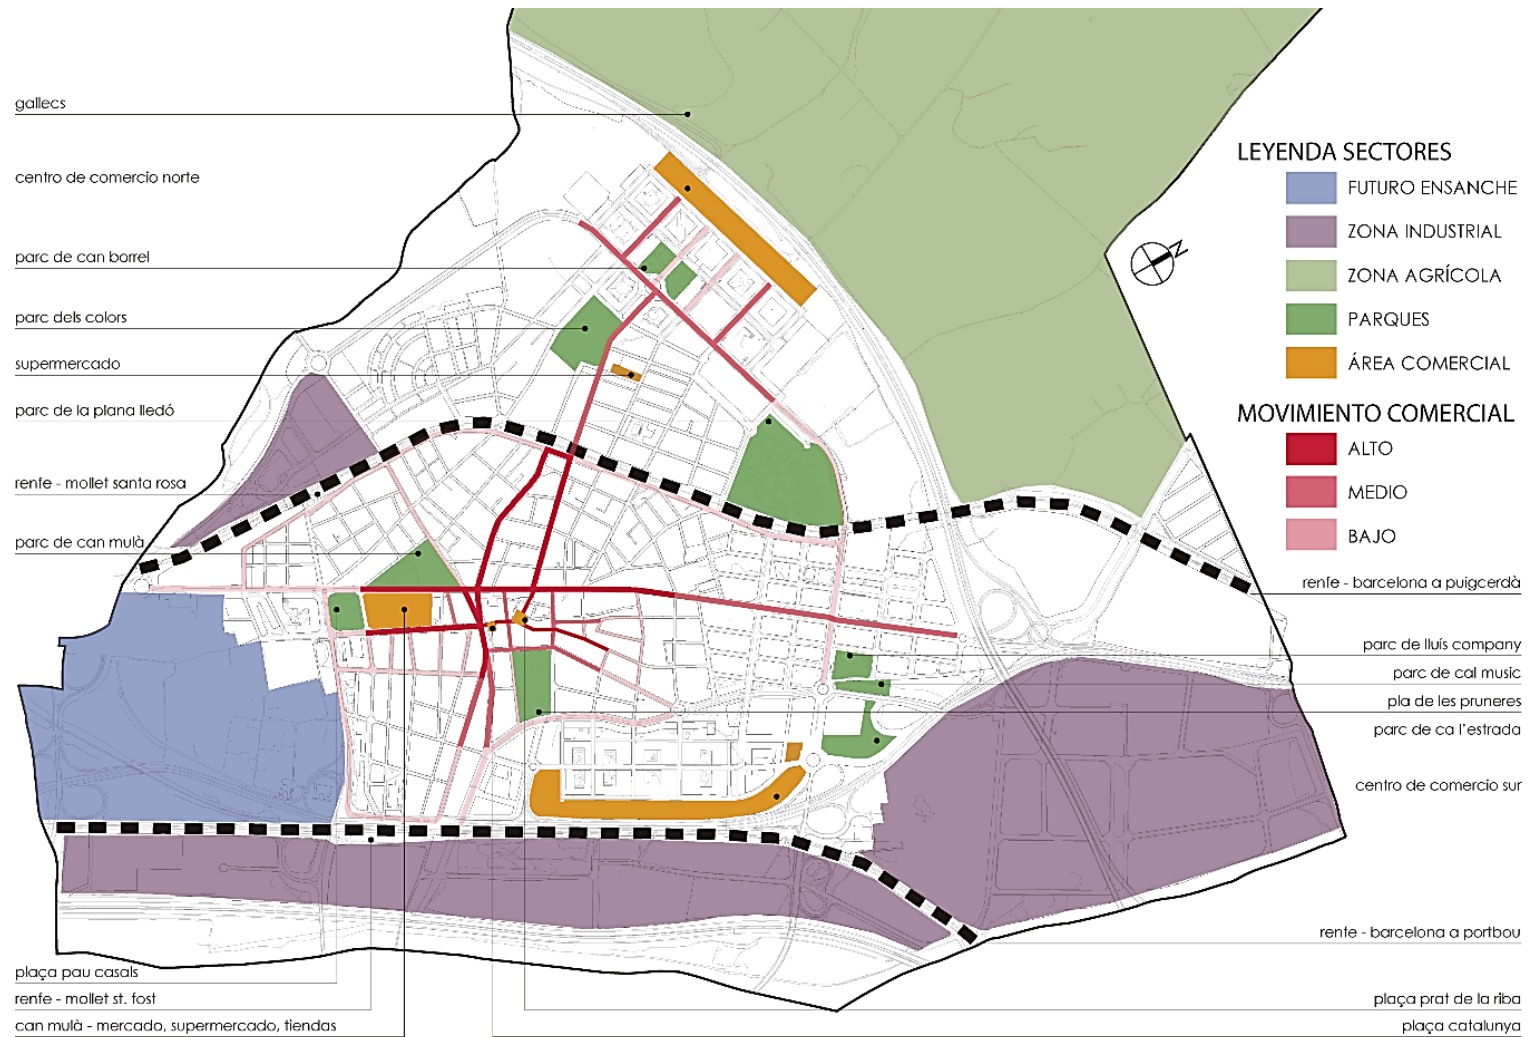 gallecs
centro de comercio norte
parc de can borrel
parc dels colors
supermercado
parc de la plana lledó
renfe - mollet santa rosa
parc de can mulà
plaça pau casals
renfe - mollet st. fost
can mulà - mercado, supermercado, tiendas
LEYENDA SECTORES
FUTURO ENSANCHE
ZONA INDUSTRIAL
ZONA AGRÍCOLA
PARQUES
ÁREA COMERCIAL
MOVIMIENTO COMERCIAL
ALTO
MEDIO
BAJO
N
renfe - barcelona a puigcerdà
parc de lluís company
parc de cal music
pla de les pruneres
parc de ca l'estrada
centro de comercio sur
renfe - barcelona a portbou
plaça prat de la riba
plaça catalunya